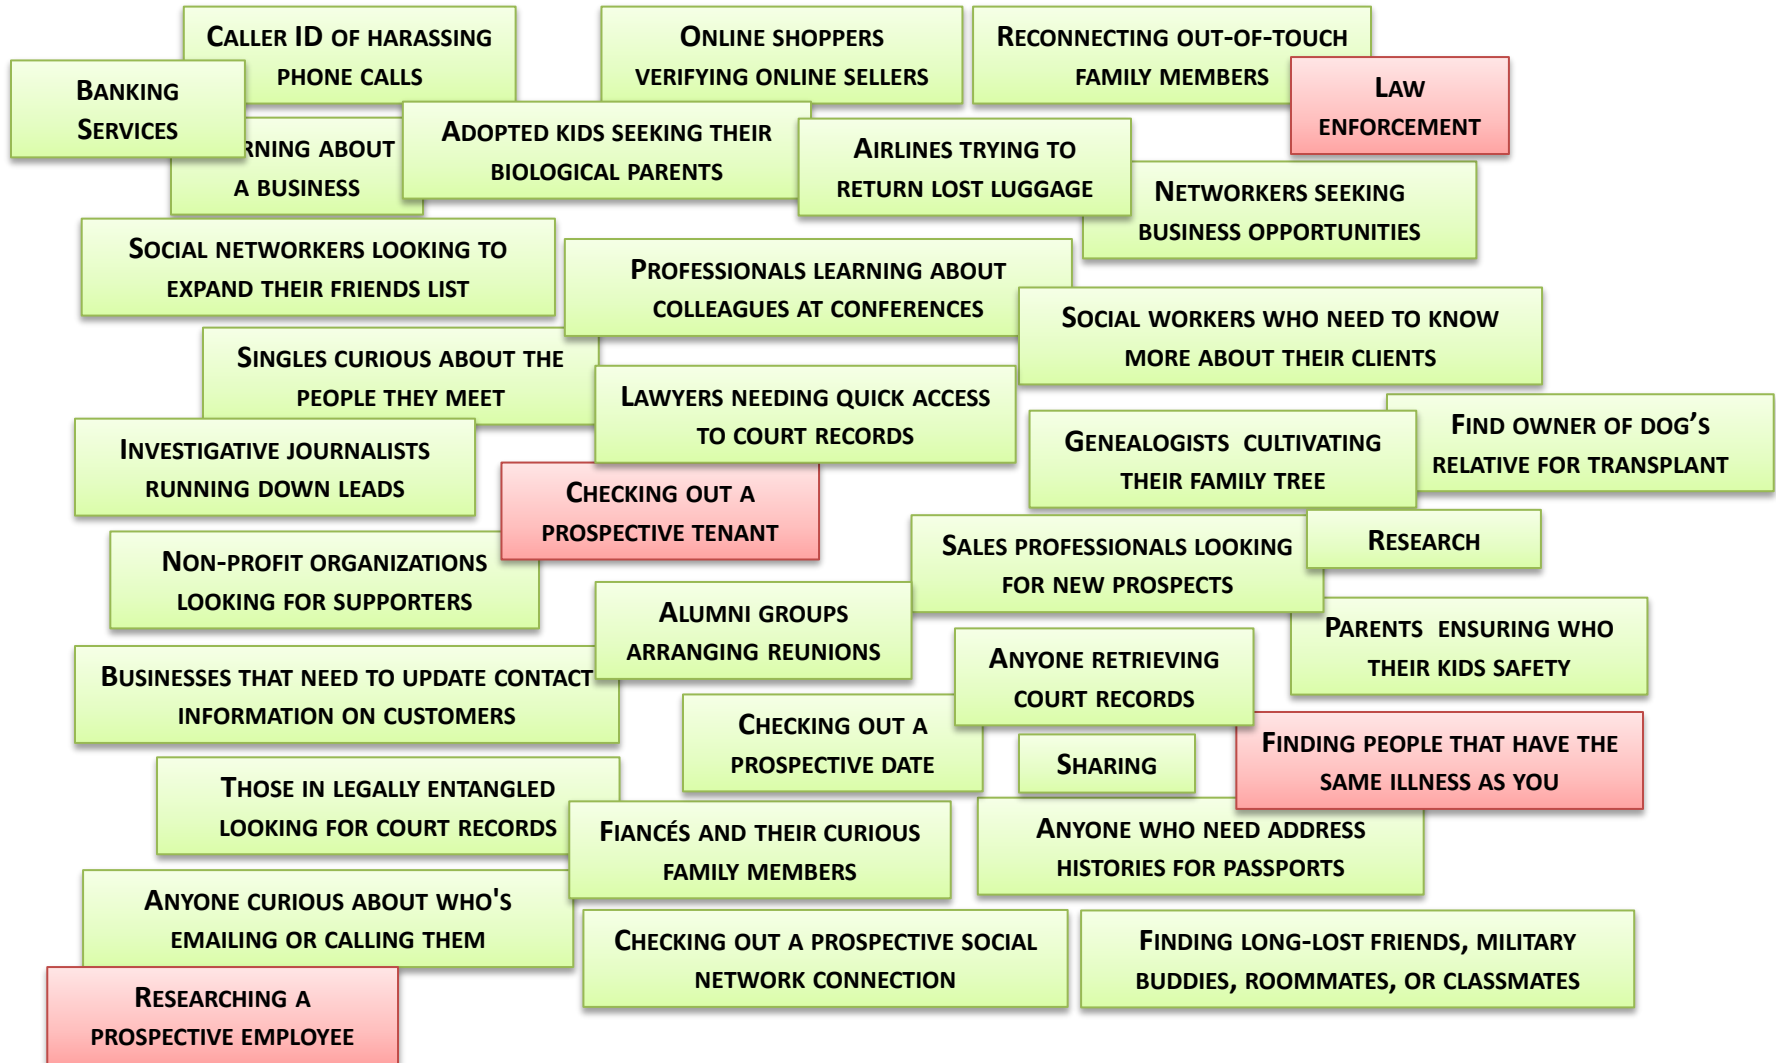 Caller ID of harassing
phone calls
Online shoppers
verifying online sellers
Reconnecting out-of-touch
family members
Banking
Services
Law
enforcement
rning about
a business
Adopted kids seeking their
biological parents
Airlines trying to
return lost luggage
Networkers seeking
business opportunities
Social networkers looking to
expand their friends list
Professionals learning about
colleagues at conferences
Social workers who need to know
more about their clients
Singles curious about the
people they meet
Lawyers needing quick access
to court records
Investigative journalists
running down leads
Genealogists cultivating
their family tree
Find owner of dog's
relative for transplant
Checking out a
prospective tenant
Non-profit organizations
looking for supporters
Sales professionals looking
for new prospects
Research
Alumni groups
arranging reunions
Parents ensuring who
their kids safety
Businesses that need to update contact
information on customers
Anyone retrieving
court records
Checking out a
prospective date
Sharing
Finding people that have the
same illness as you
Those in legally entangled
looking for court records
Fiancés and their curious
family members
Anyone who need address
histories for passports
Anyone curious about who's
emailing or calling them
Checking out a prospective social
network connection
Finding long-lost friends, military
buddies, roommates, or classmates
Researching a
prospective employee